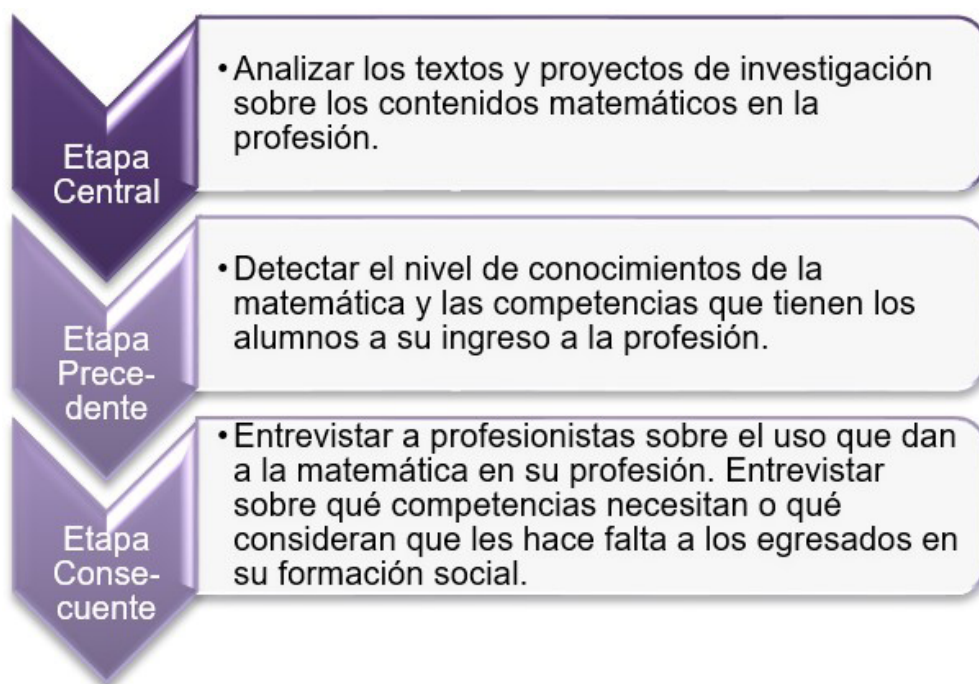 Etapa
Central
•Analizar los textos y proyectos de investigación
sobre los contenidos matemáticos en la
profesión.
Etapa
Prece-
dente
•Detectar el nivel de conocimientos de la
matemática y las competencias que tienen los
alumnos a su ingreso a la profesión.
Etapa
Conse-
cuente
•Entrevistar a profesionistas sobre el uso que dan
a la matemática en su profesión. Entrevistar
sobre qué competencias necesitan o qué
consideran que les hace falta a los egresados en
su formación social.